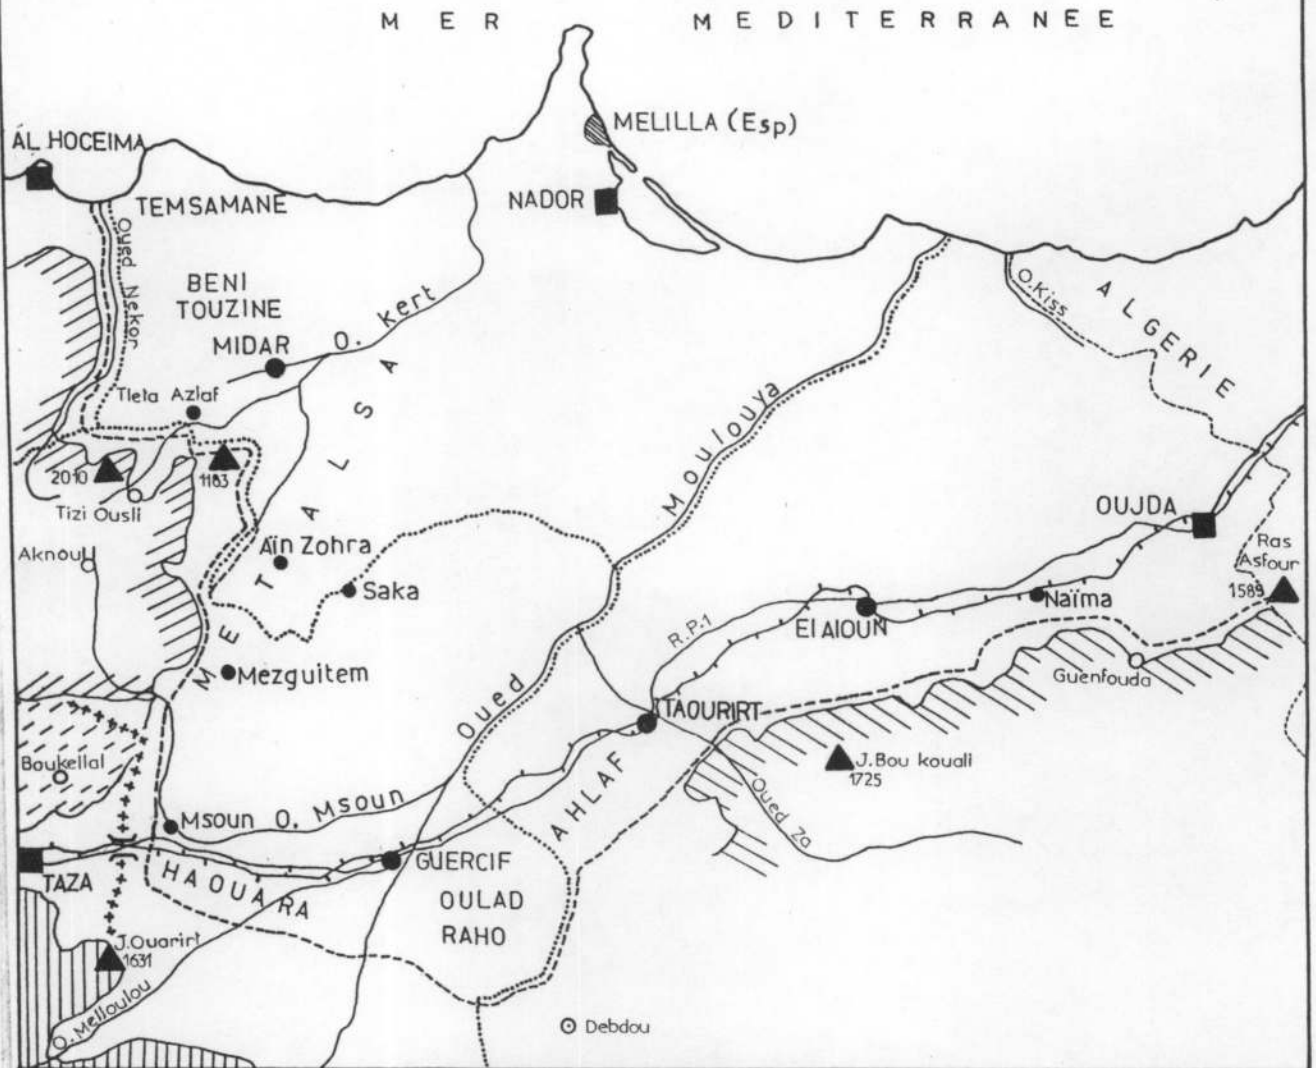 MER MEDITERRANEE
MELILLA (Esp)
AL HOCEIMA
NADOR
TEMSAMANE
Oued Nekor
BENI
TOUZINE
O. Kert
MIDAR
Tleta Azlaf
O. Kiss
ALGERIE
2010
1183
Tizi Ousli
Moulouya
OUJDA
Aknoul
Aïn Zohra
Saka
METALSA
Ras
Asfour
1589
Naïma
El AIOUN
R.P.1
Mezguitem
Guenfouda
Oued
TAOURIRT
Boukellal
J. Bou kouali
1725
Msoun
O. Msoun
AHLAF
Oued Za
TAZA
HAOUARA
GUERCIF
OULAD
RAHO
J. Ouarirt
1631
O. Melloulou
Debdou